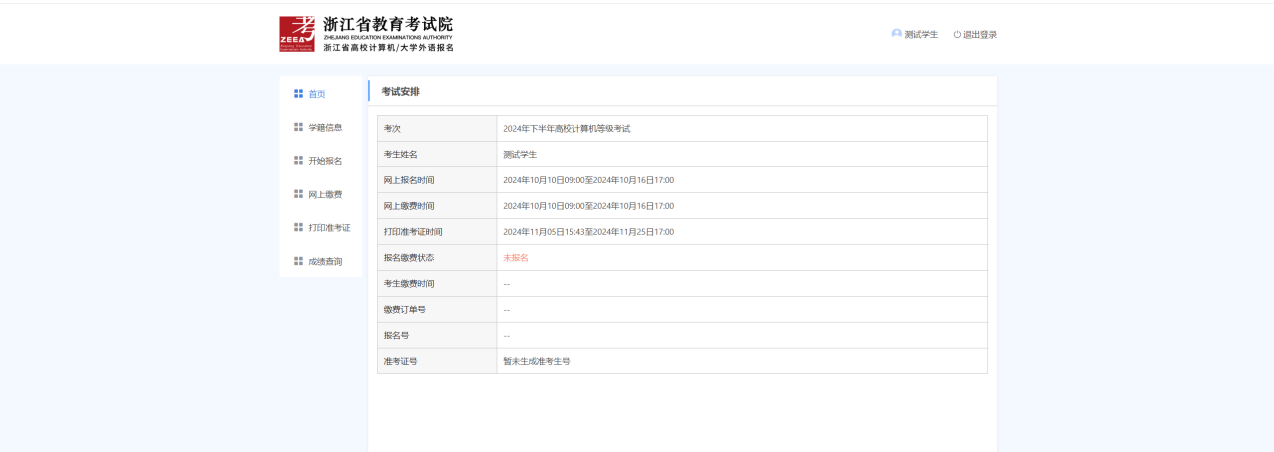 浙江省教育考试院
ZHEJIANG EDUCATION EXAMINATIONS AUTHORITY
浙江省高校计算机/大学外语报名
考
ZEEA
测试学生 退出登录
首页
学籍信息
开始报名
网上缴费
打印准考证
成绩查询
考试安排
考次 2024年下半年高校计算机等级考试
考生姓名 测试学生
网上报名时间 2024年10月10日09:00至2024年10月16日17:00
网上缴费时间 2024年10月10日09:00至2024年10月16日17:00
打印准考证时间 2024年11月05日15:43至2024年11月25日17:00
报名缴费状态 未报名
考生缴费时间 --
缴费订单号 --
报名号 --
准考证号 暂未生成准考生号